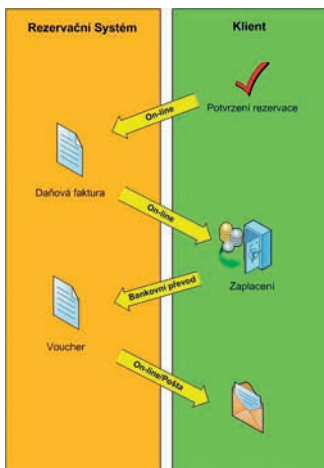 Rezervační Systém
Klient
Potvrzení rezervace
On-line
Daňová faktura
On-line
Zaplacení
Bankovní převod
Voucher
On-line/Pošta